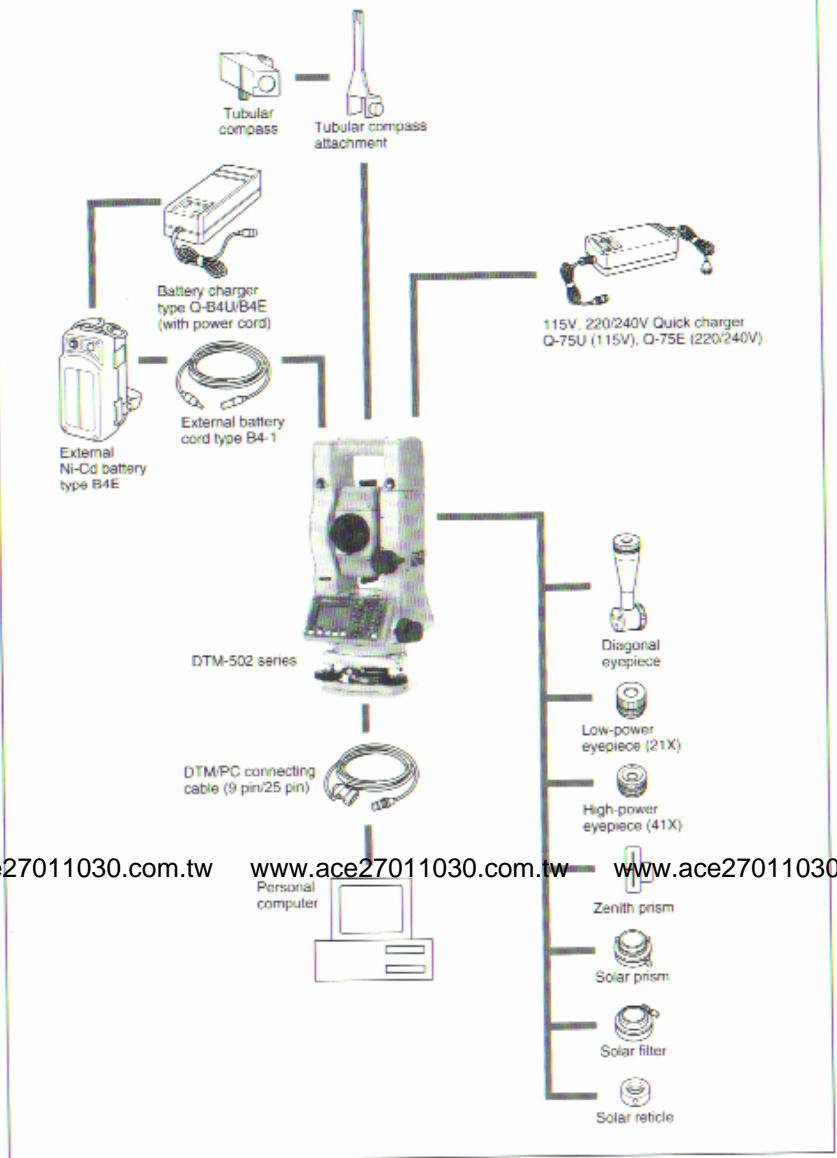 Tubular
compass
Tubular compass
attachment
Battery charger
type Q-B4U/B4E
(with power cord)
115V, 220/240V Quick charger
Q-75U (115V), Q-75E (220/240V)
External battery
cord type B4-1
External
Ni-Cd battery
type B4E
Diagonal
eyepiece
DTM-502 series
Low-power
eyepiece (21X)
DTM/PC connecting
cable (9 pin/25 pin)
High-power
eyepiece (41X)
e27011030.com.tw www.ace27011030.com.tw www.ace27011030
Personal
computer
Zenith prism
Solar prism
Solar filter
Solar reticle